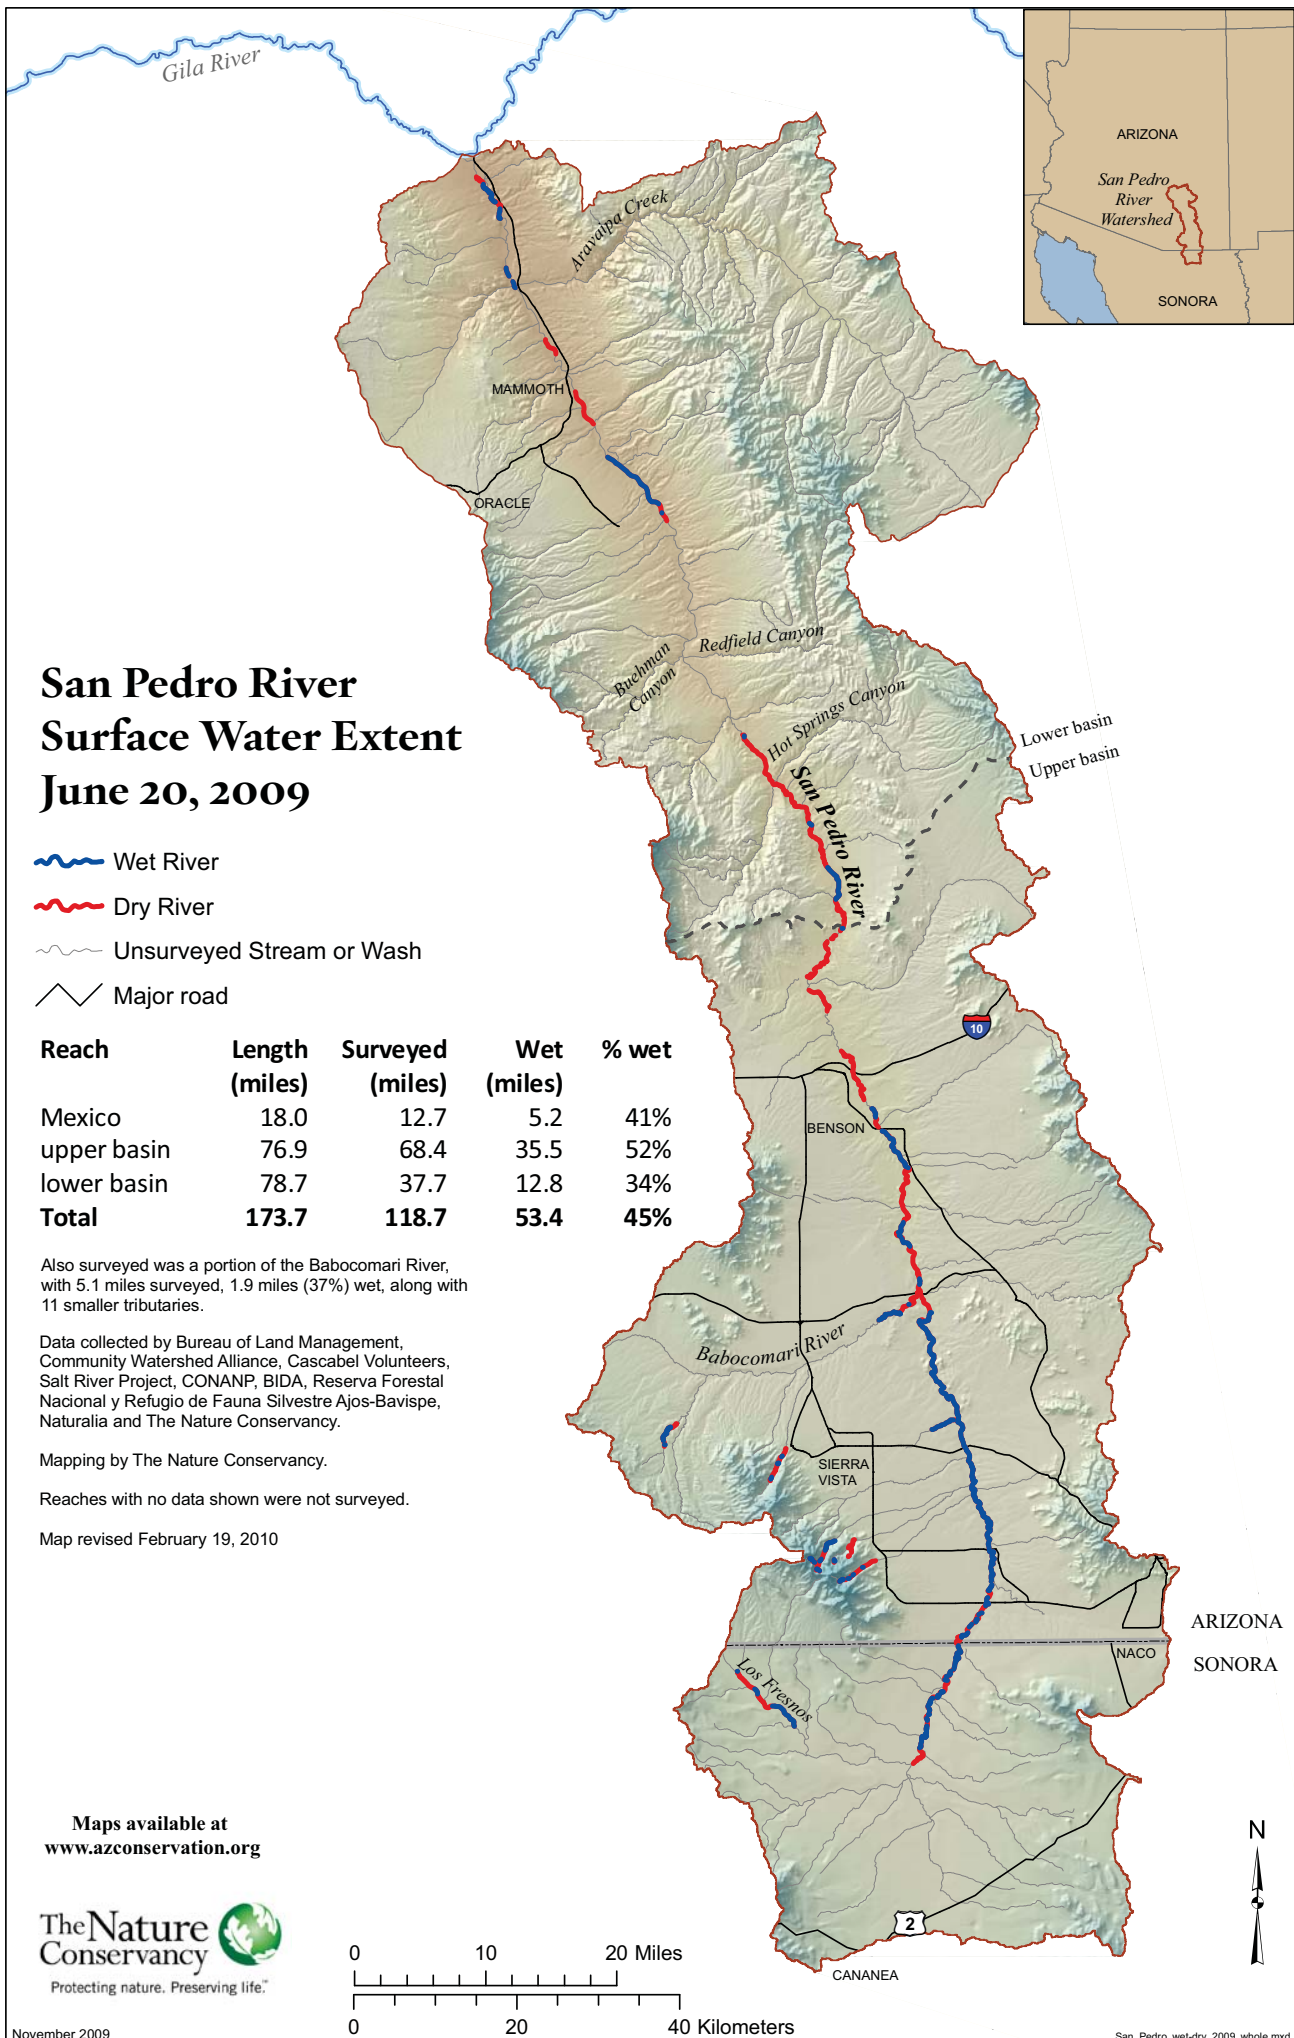 Gila River
ARIZONA
San Pedro
River
Watershed
SONORA
Aravaipa Creek
MAMMOTH
ORACLE
Redfield Canyon
Buehman
Canyon
Hot Springs Canyon
San Pedro River
Lower basin
Upper basin
San Pedro River
Surface Water Extent
June 20, 2009
Wet River
Dry River
Unsurveyed Stream or Wash
Major road
10
Reach Length Surveyed Wet % wet
(miles) (miles) (miles)
Mexico 18.0 12.7 5.2 41%
upper basin 76.9 68.4 35.5 52%
lower basin 78.7 37.7 12.8 34%
Total 173.7 118.7 53.4 45%
BENSON
Also surveyed was a portion of the Babocomari River,
with 5.1 miles surveyed, 1.9 miles (37%) wet, along with
11 smaller tributaries.
Data collected by Bureau of Land Management,
Community Watershed Alliance, Cascabel Volunteers,
Salt River Project, CONANP, BIDA, Reserva Forestal
Nacional y Refugio de Fauna Silvestre Ajos-Bavispe,
Naturalia and The Nature Conservancy.
Mapping by The Nature Conservancy.
Reaches with no data shown were not surveyed.
Map revised February 19, 2010
Babocomari River
SIERRA
VISTA
ARIZONA
NACO
SONORA
Los Fresnos
Maps available at
www.azconservation.org
The Nature
Conservancy
Protecting nature. Preserving life.™
N
2
CANANEA
0 10 20 Miles
0 20 40 Kilometers
November 2009
San_Pedro_wet-dry_2009_whole.mxd